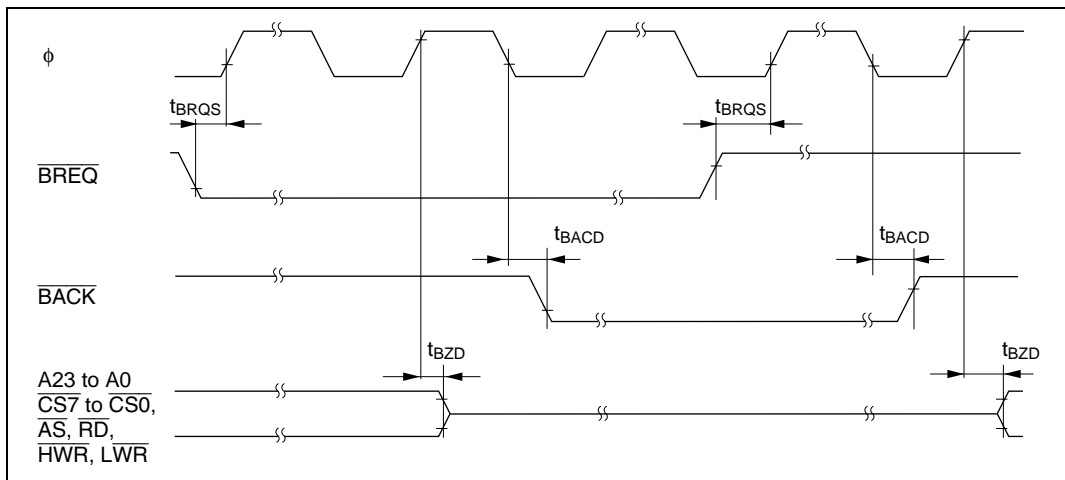 ϕ
tBRQS tBRQS
BREQ
tBACD tBACD
BACK
tBZD tBZD
A23 to A0
CS7 to CS0,
AS, RD,
HWR, LWR